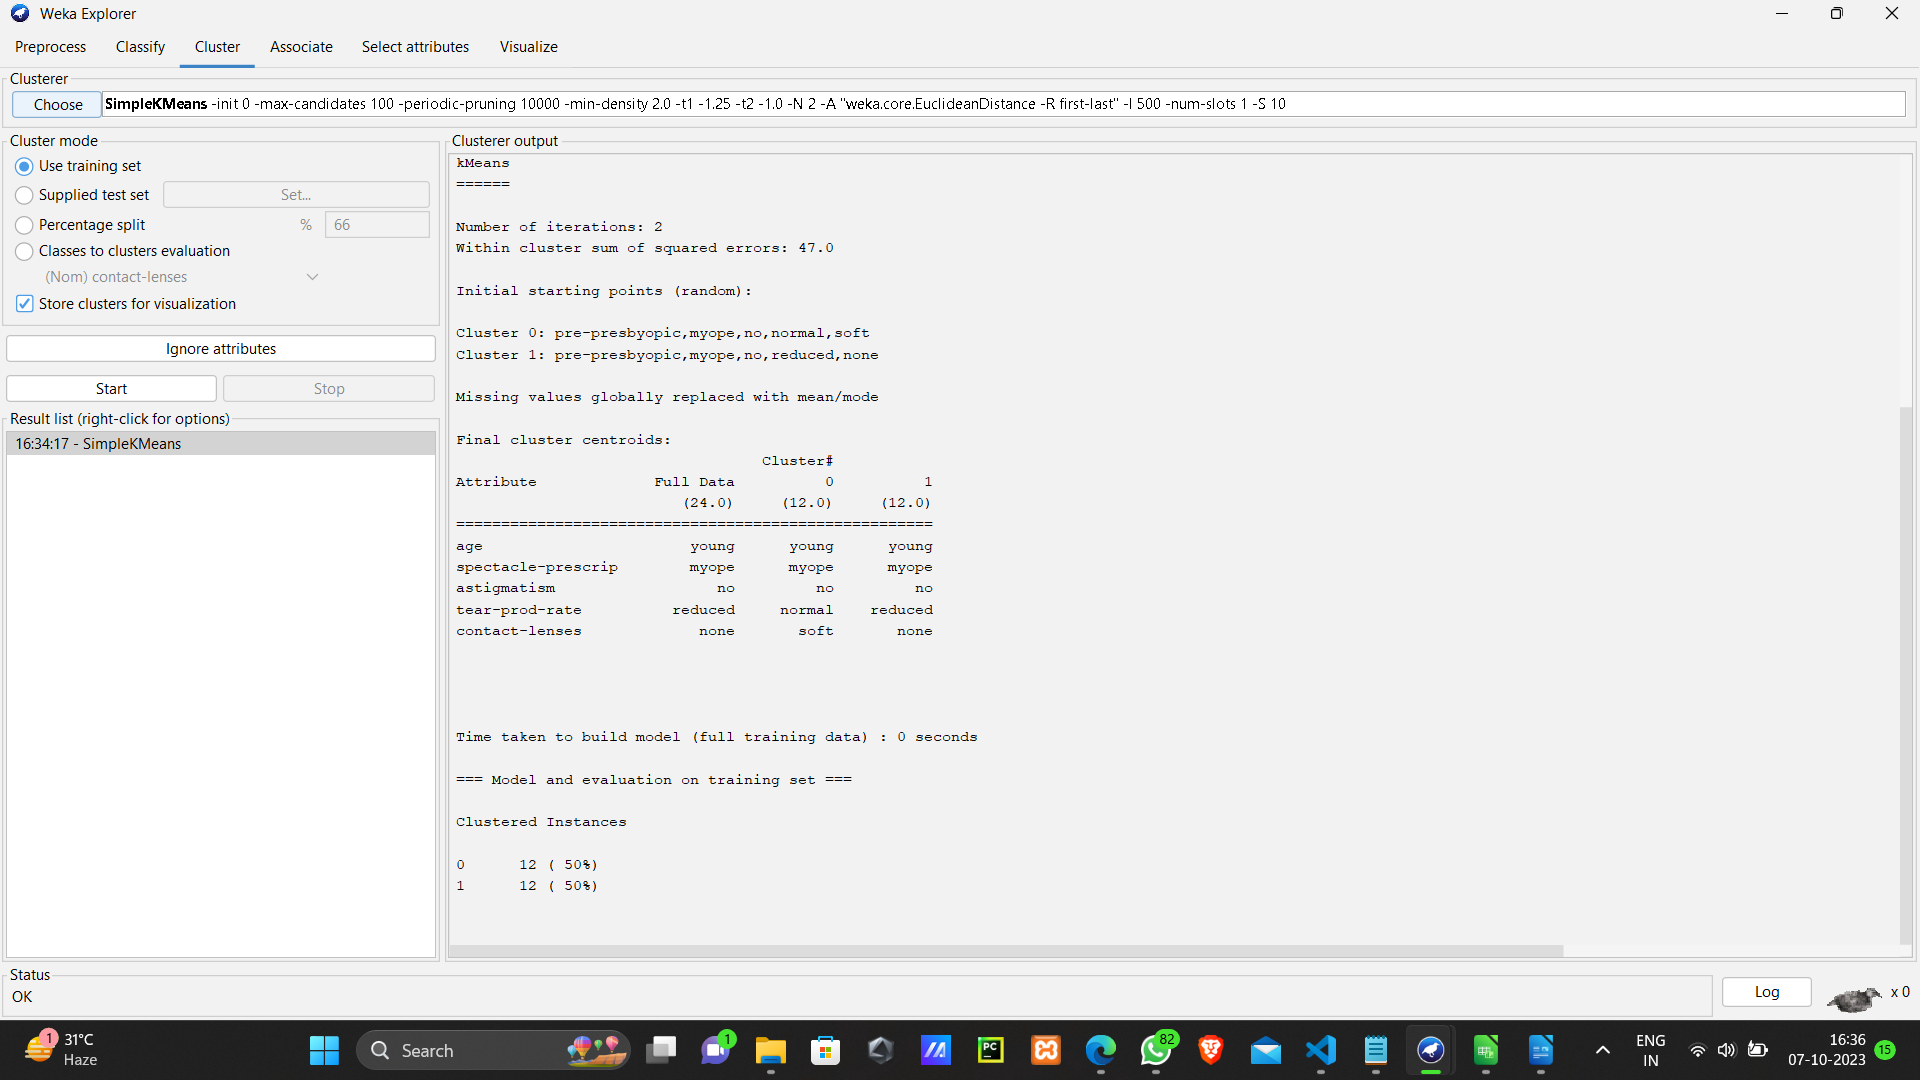 Weka Explorer
Preprocess Classify Cluster Associate Select attributes Visualize
Clusterer
Choose SimpleKMeans -init 0 -max-candidates 100 -periodic-pruning 10000 -min-density 2.0 -t1 -1.25 -t2 -1.0 -N 2 -A "weka.core.EuclideanDistance -R first-last" -I 500 -num-slots 1 -S 10
Cluster mode
Use training set
Supplied test set Set...
Percentage split % 66
Classes to clusters evaluation
(Nom) contact-lenses
Store clusters for visualization
Ignore attributes
Start Stop
Result list (right-click for options)
16:34:17 - SimpleKMeans
Clusterer output
kMeans
======
Number of iterations: 2
Within cluster sum of squared errors: 47.0
Initial starting points (random):
Cluster 0: pre-presbyopic,myope,no,normal,soft
Cluster 1: pre-presbyopic,myope,no,reduced,none
Missing values globally replaced with mean/mode
Final cluster centroids:
Cluster#
Attribute Full Data 0 1
(24.0) (12.0) (12.0)
=====================================================
age young young young
spectacle-prescrip myope myope myope
astigmatism no no no
tear-prod-rate reduced normal reduced
contact-lenses none soft none
Time taken to build model (full training data) : 0 seconds
=== Model and evaluation on training set ===
Clustered Instances
0 12 ( 50%)
1 12 ( 50%)
Status
OK
Log x 0
1 31°C
Haze
Search
1
PC
82
ENG
IN
16:36
07-10-2023
15